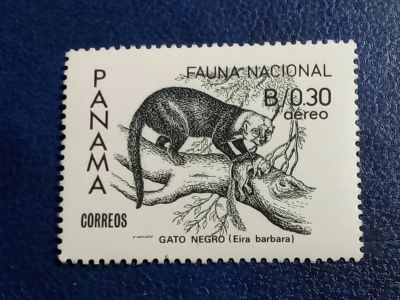 PANAMA
FAUNA NACIONAL
B/0.30
aéreo
CORREOS
GATO NEGRO (Eira barbara)